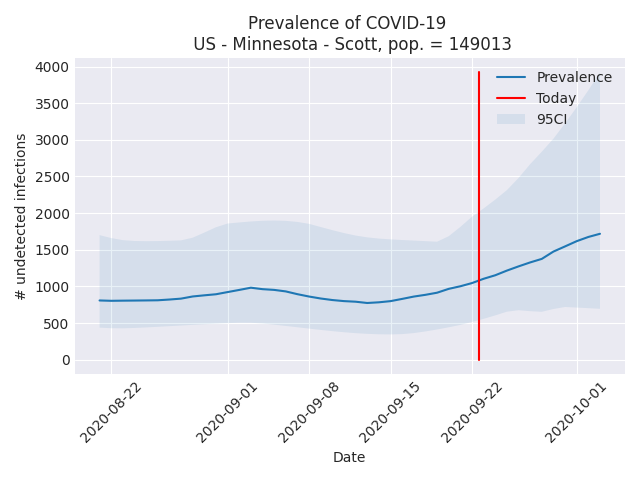 Prevalence of COVID-19
US - Minnesota - Scott, pop. = 149013
4000
3500
3000
2500
2000
1500
1000
500
0
# undetected infections
Prevalence
Today
95CI
2020-08-22
2020-09-01
2020-09-08
2020-09-15
2020-09-22
2020-10-01
Date